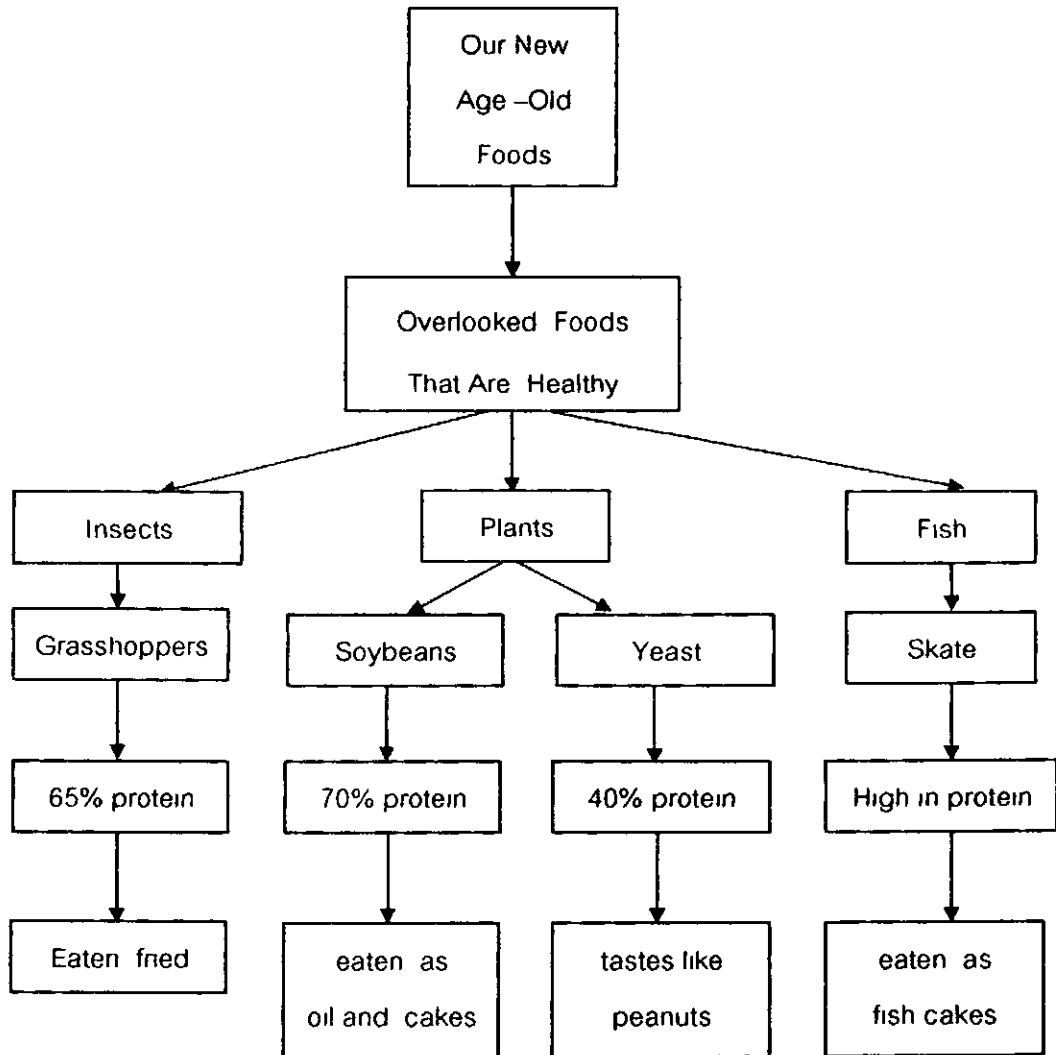 Our New
Age –Old
Foods
Overlooked Foods
That Are Healthy
Insects
Plants
Fish
Grasshoppers
Soybeans
Yeast
Skate
65% protein
70% protein
40% protein
High in protein
Eaten fried
eaten as
oil and cakes
tastes like
peanuts
eaten as
fish cakes